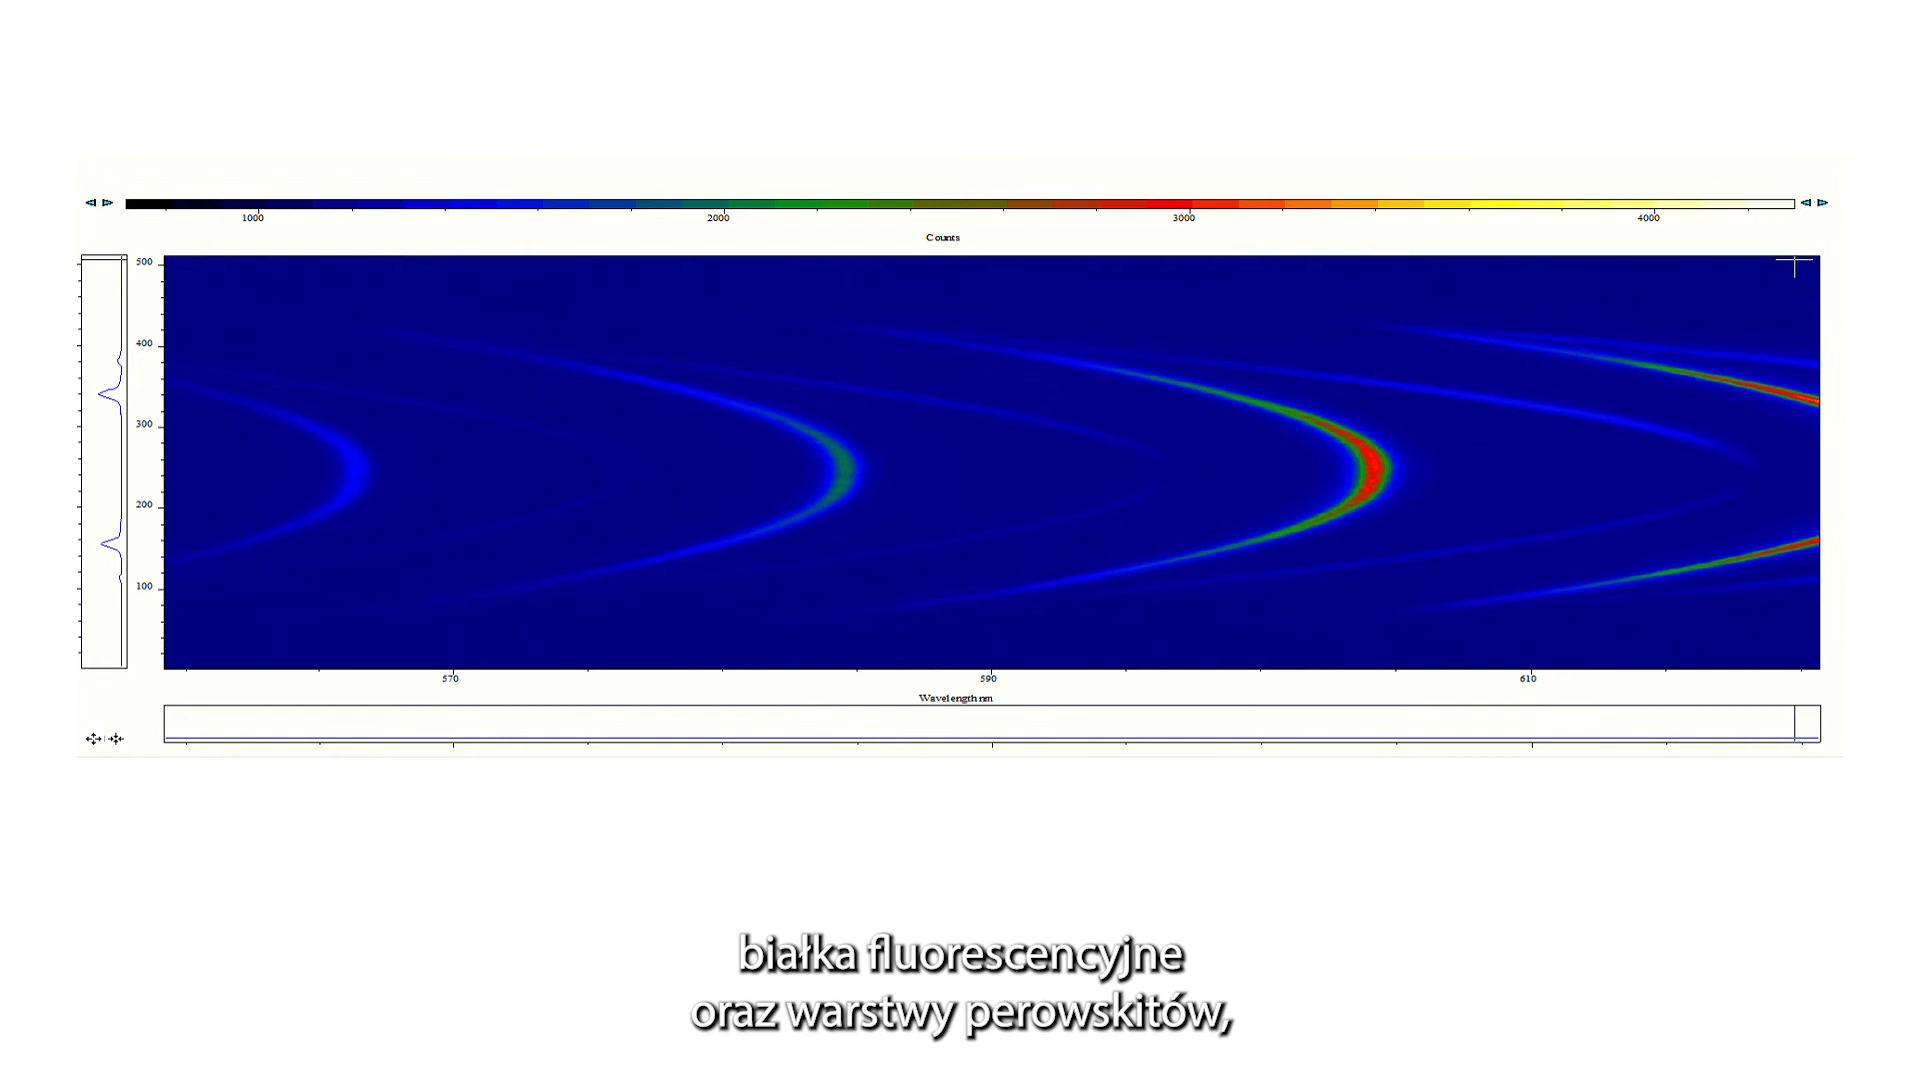 1000 2000 3000 4000
Counts
500
400
300
200
100
570 590 610
Wavelength nm
białka fluorescencyjne
oraz warstwy perowskitów,